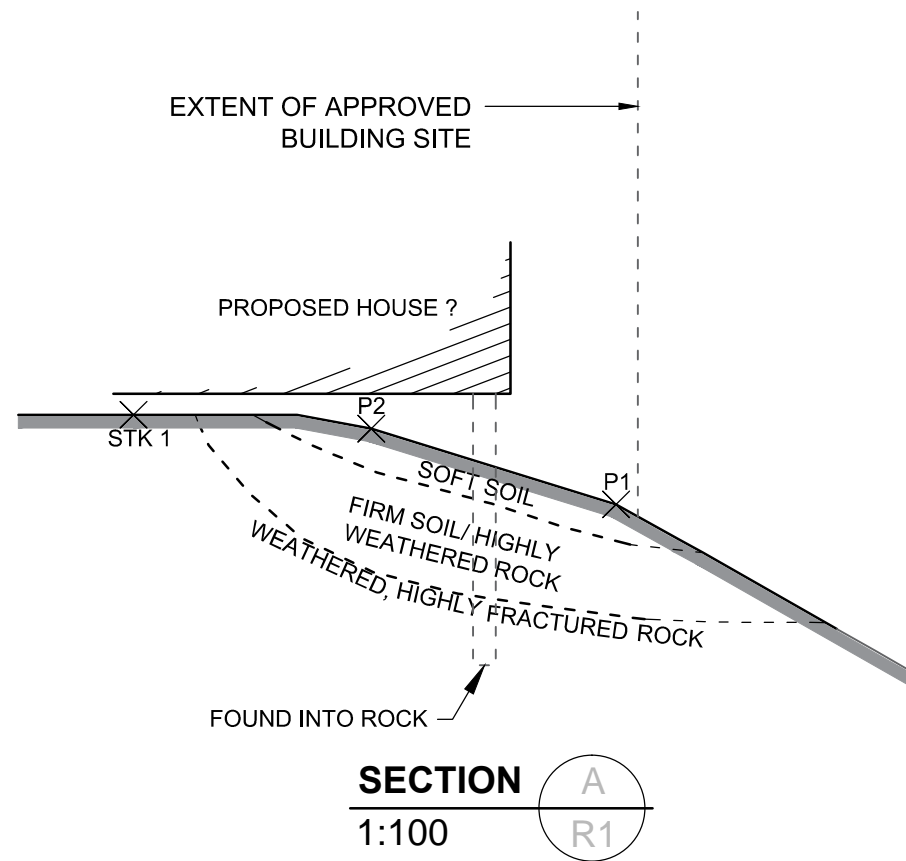 EXTENT OF APPROVED
BUILDING SITE
PROPOSED HOUSE ?
P2
STK 1
P1
SOFT SOIL
FIRM SOIL/ HIGHLY
WEATHERED ROCK
WEATHERED, HIGHLY FRACTURED ROCK
FOUND INTO ROCK
SECTION
1:100
A
R1